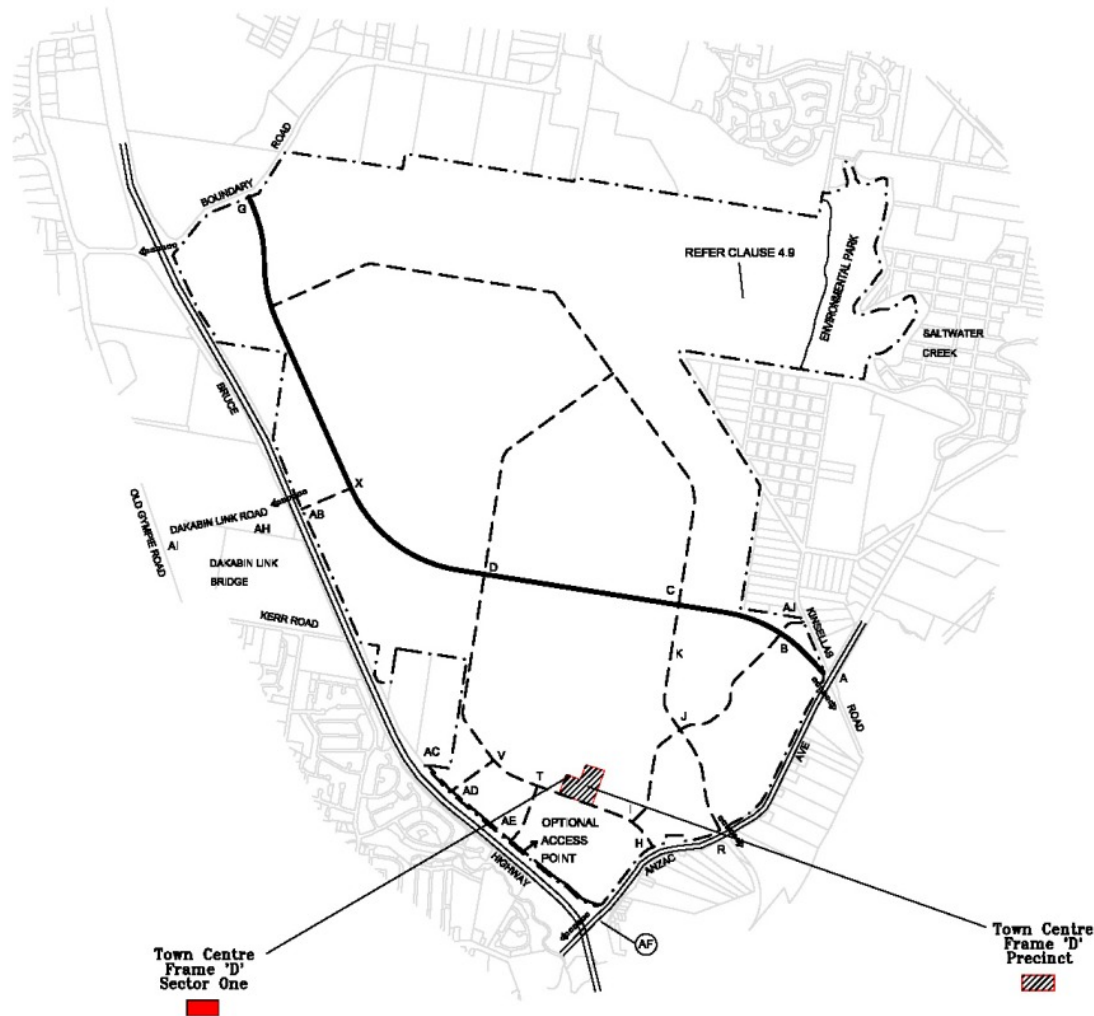 ROAD
BOUNDARY
G
REFER CLAUSE 4.9
ENVIRONMENTAL PARK
SALTWATER
CREEK
BRUCE
X
OLD GYMPIE ROAD
DAKABIN LINK ROAD
AB
AH
AI
DAKABIN LINK
BRIDGE
D
C
KERR ROAD
AJ
KINSELLAS
B
K
A
ROAD
J
AVE
AC
V
T
AD
I
AE
OPTIONAL
ACCESS
POINT
H
R
ANZAC
HIGHWAY
AF
Town Centre
Frame 'D'
Sector One
Town Centre
Frame 'D'
Precinct